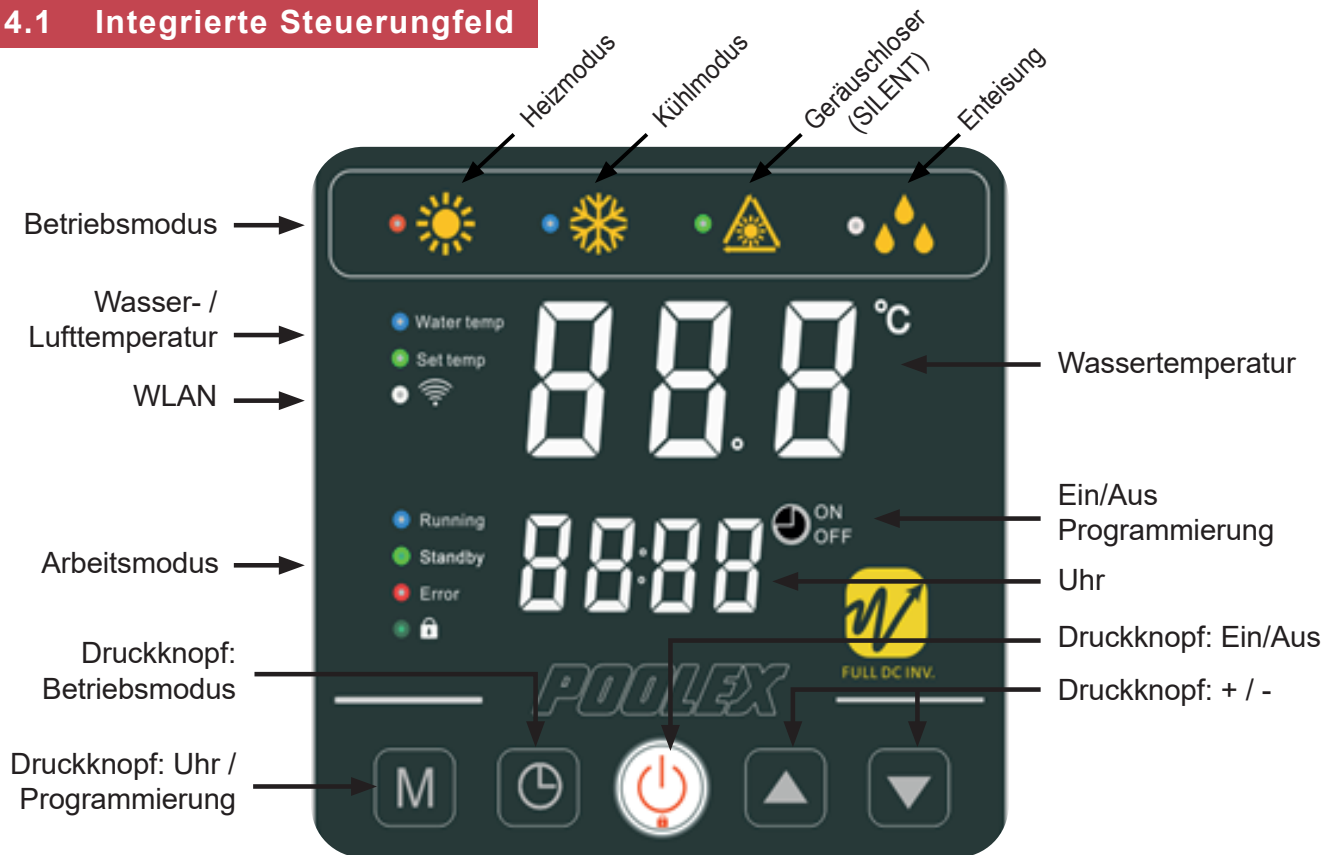 4.1 Integrierte Steuerungfeld
Heizmodus
Kühlmodus
Geräuschloser
(SILENT)
Enteisung
Betriebsmodus
Wasser- /
Lufttemperatur
WLAN
Water temp
Set temp
88.8
°C
Wassertemperatur
Arbeitsmodus
Running
Standby
Error
88:88
ON
OFF
Ein/Aus
Programmierung
Uhr
FULL DC INV.
POOLEX
Druckknopf:
Betriebsmodus
Druckknopf: Uhr /
Programmierung
Druckknopf: Ein/Aus
Druckknopf: + / -
M